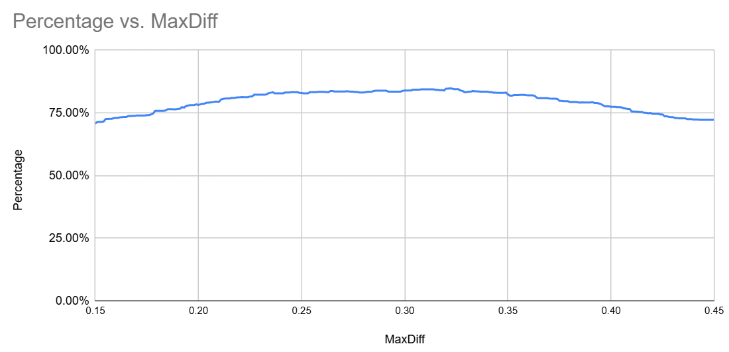 Percentage vs. MaxDiff
100.00%
75.00%
50.00%
25.00%
0.00%
Percentage
0.15 0.20 0.25 0.30 0.35 0.40 0.45
MaxDiff